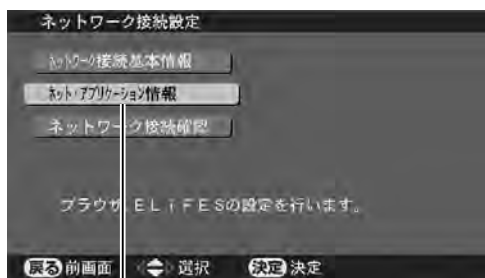 ネットワーク接続設定
ネットワーク接続基本情報
ネット・アプリケーション情報
ネットワーク接続確認
ブラウザ、ELiFESの設定を行います。
戻る 前画面 選択 決定 決定